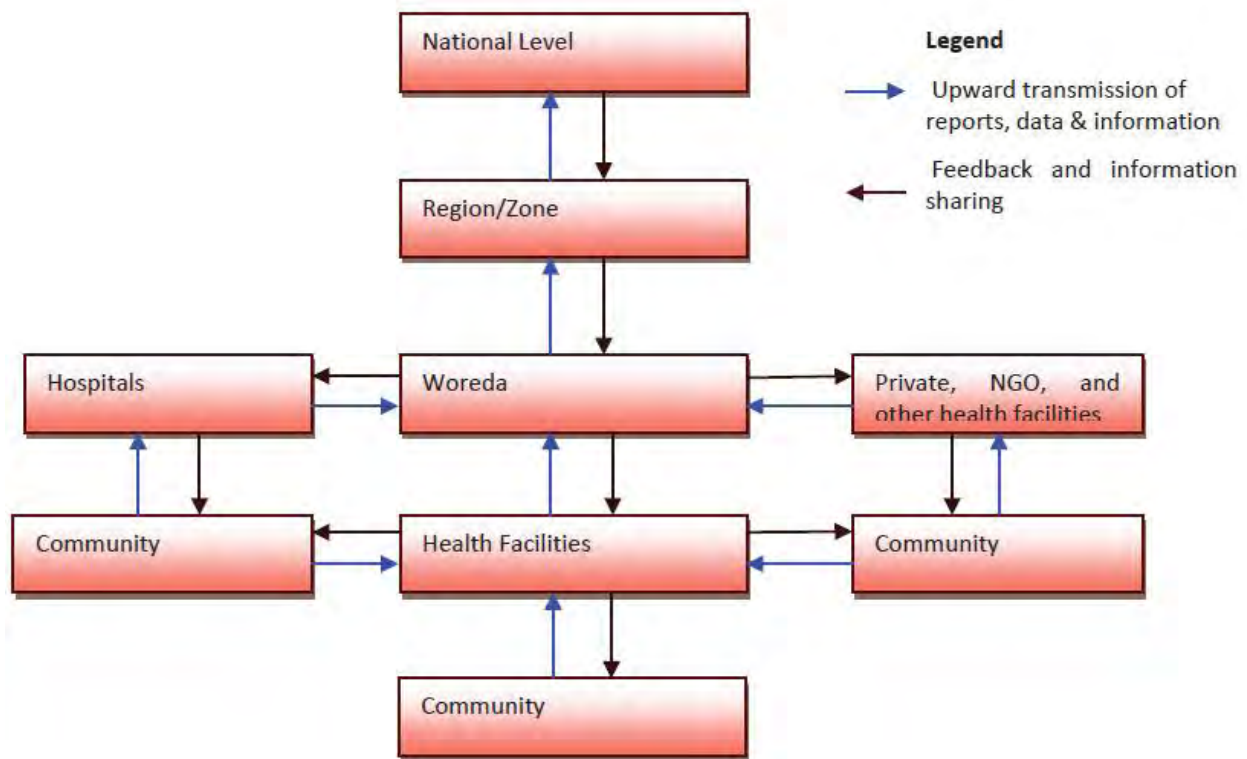 National Level
Legend
Upward transmission of
reports, data & information
Feedback and information
sharing
Region/Zone
Hospitals
Woreda
Private, NGO, and
other health facilities
Community
Health Facilities
Community
Community